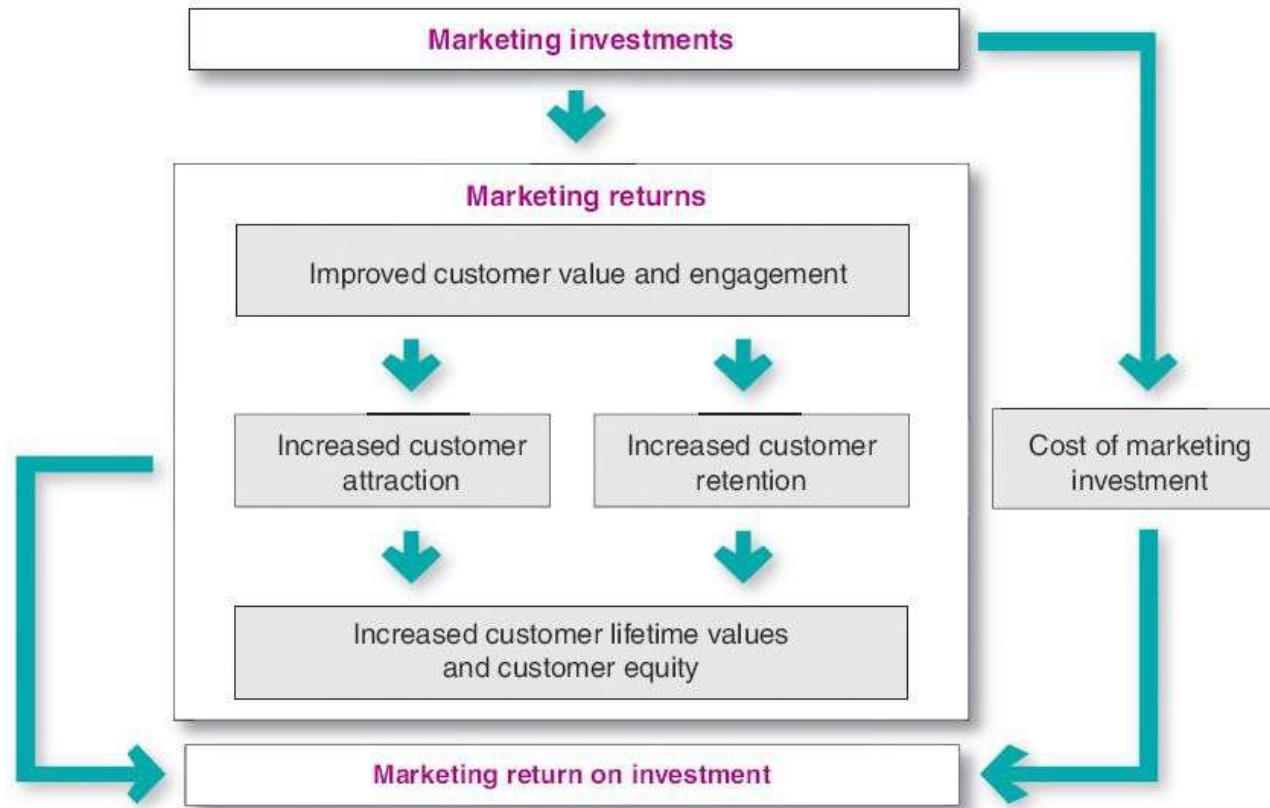 Marketing investments
Marketing returns
Improved customer value and engagement
Increased customer
attraction
Increased customer
retention
Cost of marketing
investment
Increased customer lifetime values
and customer equity
Marketing return on investment